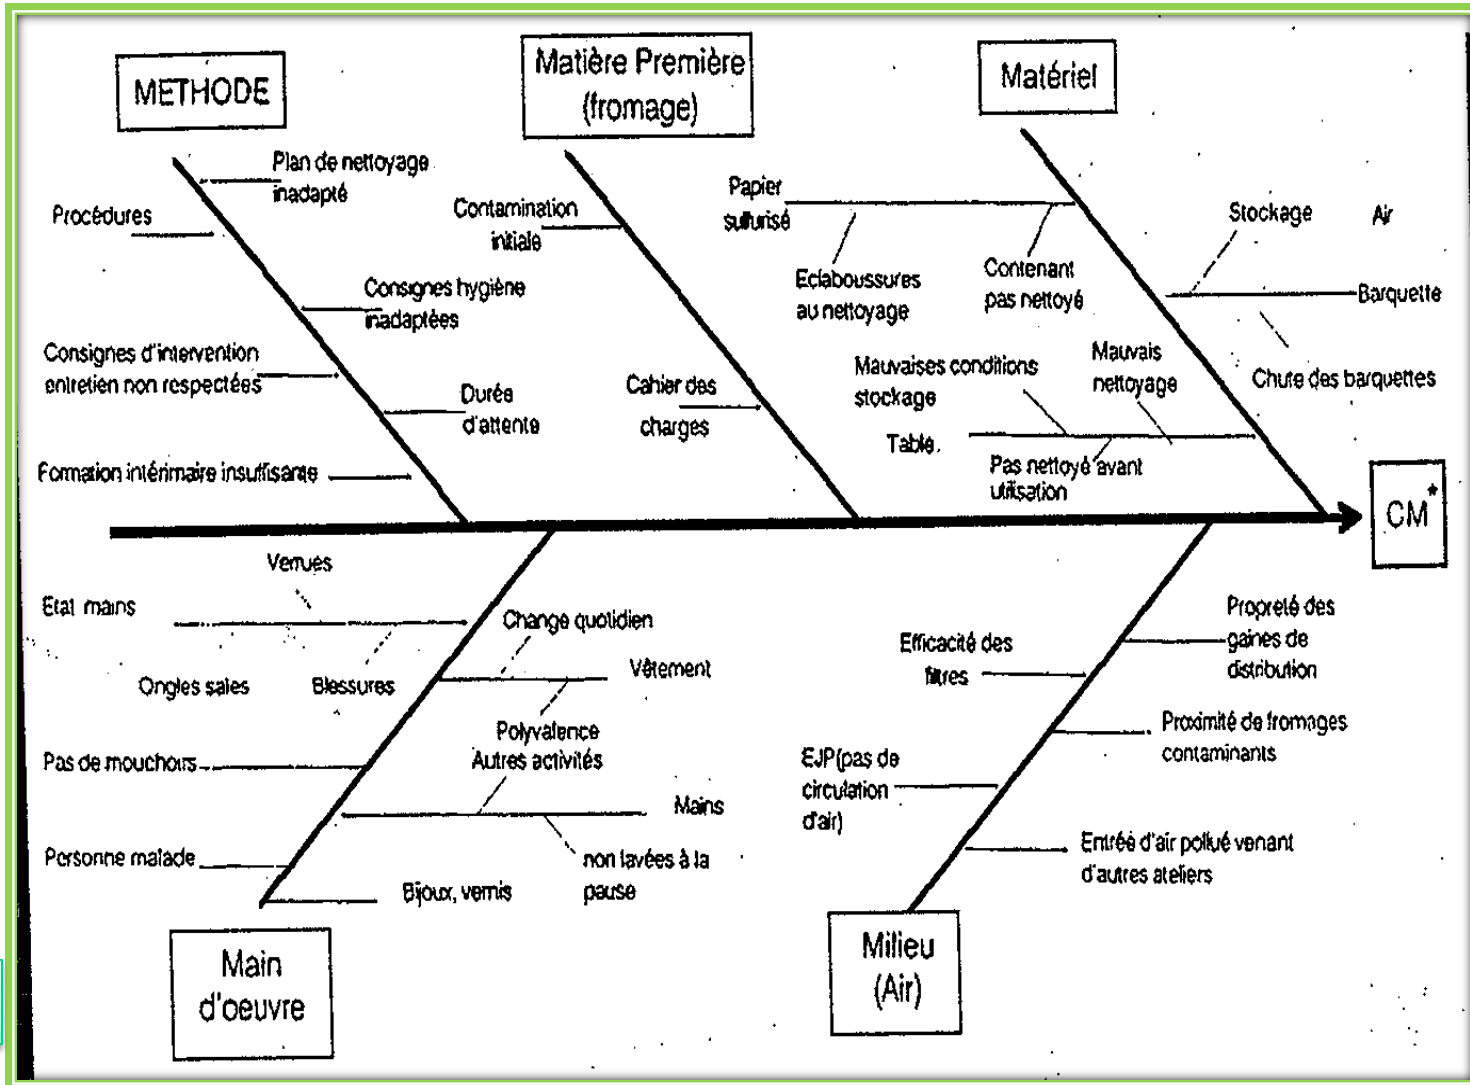 METHODE
Matière Première
(fromage)
Matériel
Plan de nettoyage
inadapté
Procédures
Consignes hygiène
inadaptées
Consignes d'intervention
entretien non respectées
Durée
d'attente
Formation intérimaire insuffisante
Contamination
initiale
Cahier des
charges
Papier
sulfurisé
Eclaboussures
au nettoyage
Contenant
pas nettoyé
Stockage
Air
Barquette
Chute des barquettes
Mauvaises conditions
stockage
Mauvais
nettoyage
Table.
Pas nettoyé avant
utilisation
CM*
Verrues
Etat mains
Ongles sales
Blessures
Change quotidien
Vêtement
Polyvalence
Autres activités
Pas de mouchoirs
Mains
non lavées à la
pause
Personne malade
Bijoux, vernis
Main
d'oeuvre
Efficacité des
filtres
Propreté des
gaines de
distribution
Proximité de fromages
contaminants
EJP(pas de
circulation
d'air)
Entrée d'air pollué venant
d'autres ateliers
Milieu
(Air)